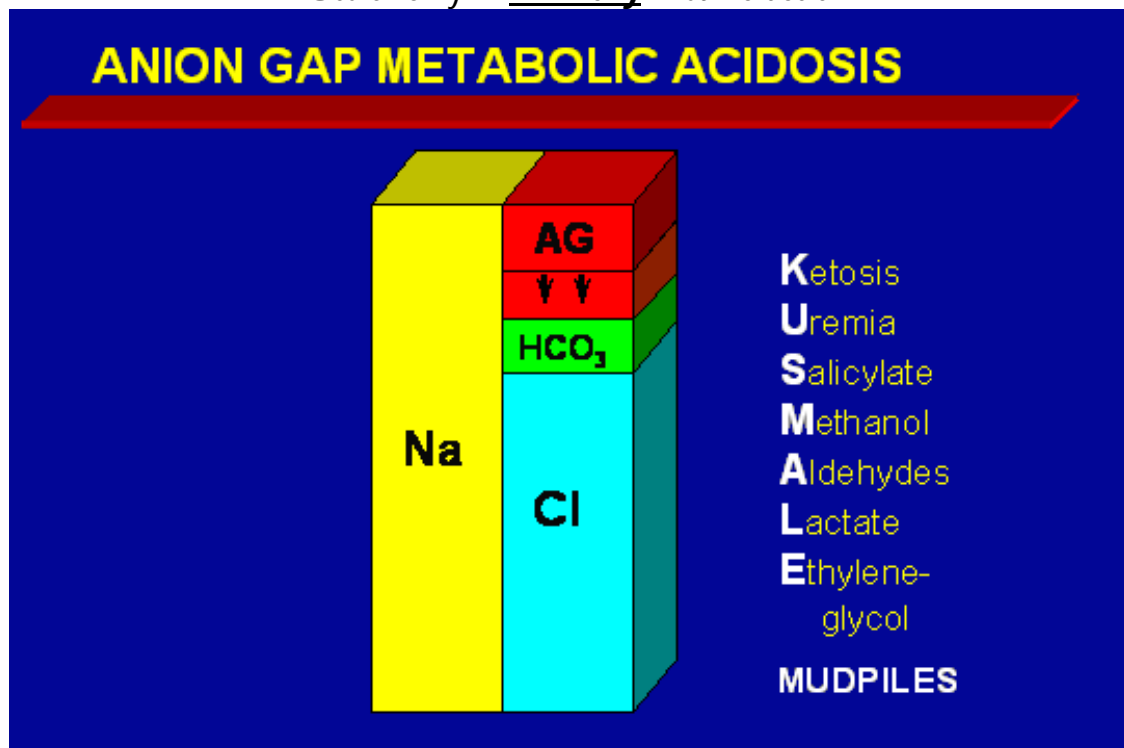 ANION GAP METABOLIC ACIDOSIS
AG
HCO₃
Na
Cl
Ketosis
Uremia
Salicylate
Methanol
Aldehydes
Lactate
Ethylene-
glycol
MUDPILES